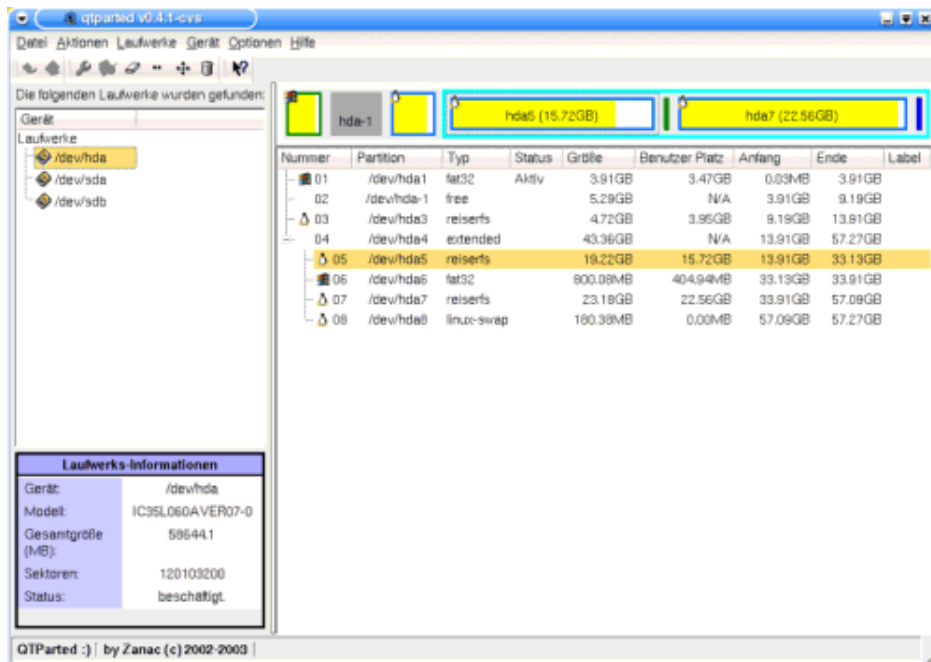 qtparted v0.4.1-cvs
Datei Aktionen Laufwerke Gerät Optionen Hilfe
Die folgenden Laufwerke wurden gefunden:
Gerät
Laufwerke
/dev/hda
/dev/sda
/dev/sdb
hda-1
hda5 (15.72GB)
hda7 (22.56GB)
Nummer Partition Typ Status Größe Benutzer Platz Anfang Ende Label
01 /dev/hda1 fat32 Aktiv 3.91GB 3.47GB 0.03MB 3.91GB
02 /dev/hda-1 free 5.29GB N/A 3.91GB 9.19GB
03 /dev/hda3 reiserfs 4.72GB 3.95GB 9.19GB 13.91GB
04 /dev/hda4 extended 43.36GB N/A 13.91GB 57.27GB
05 /dev/hda5 reiserfs 19.22GB 15.72GB 13.91GB 33.13GB
06 /dev/hda6 fat32 800.08MB 404.94MB 33.13GB 33.91GB
07 /dev/hda7 reiserfs 23.18GB 22.56GB 33.91GB 57.09GB
08 /dev/hda8 linux-swap 180.38MB 0.00MB 57.09GB 57.27GB
Laufwerks-Informationen
Gerät: /dev/hda
Modell: IC35L060AVER07-0
Gesamtgröße (MB): 58644.1
Sektoren: 120103200
Status: beschäftigt.
QTParted :) by Zanac (c) 2002-2003